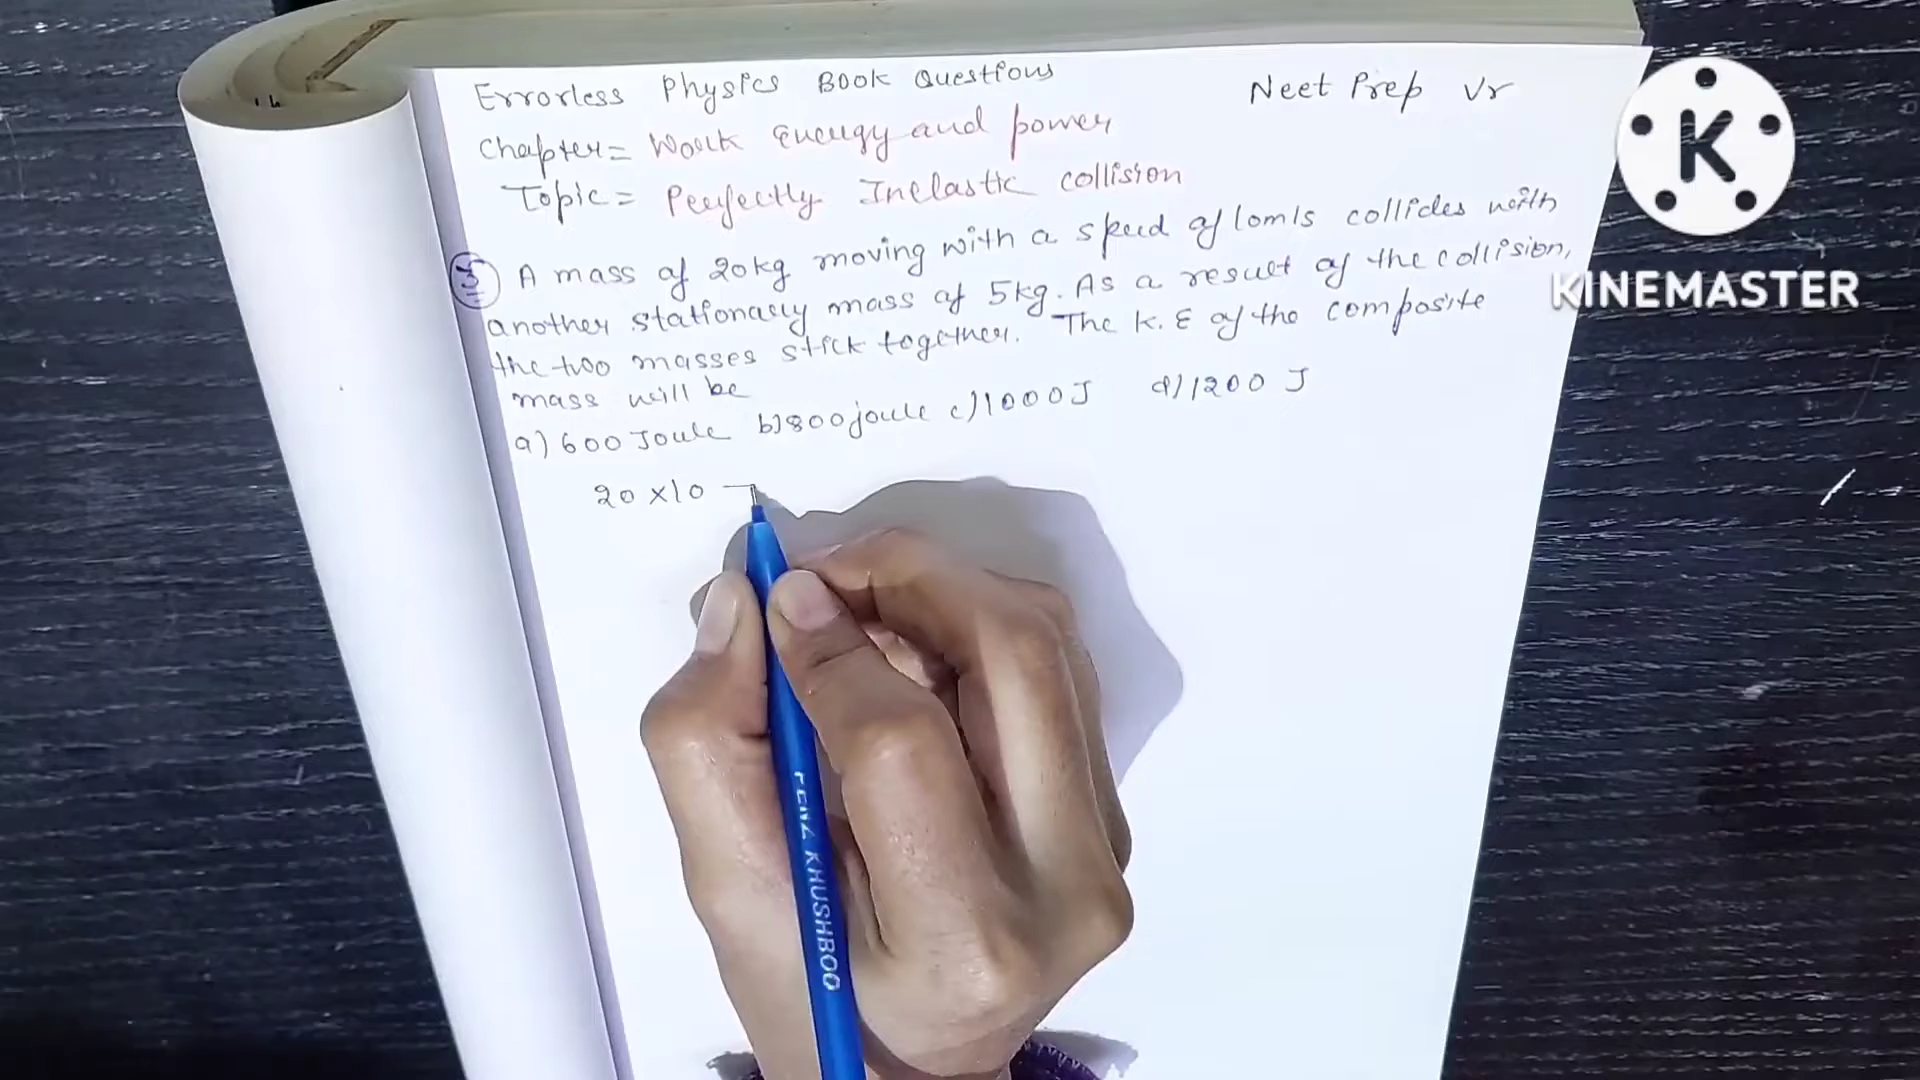 Errorless Physics Book Questions
Neet Prep Vr
Chapter = Work Energy and power
Topic = Perfectly Inelastic collision
3 A mass of 20kg moving with a speed of 10m/s collides with
another stationary mass of 5kg. As a result of the collision,
the two masses stick together. The K.E of the composite
mass will be
a) 600 Joule b) 800 joule c) 1000 J d) 1200 J
20 × 10
K
KINEMASTER
KHUSHBOO